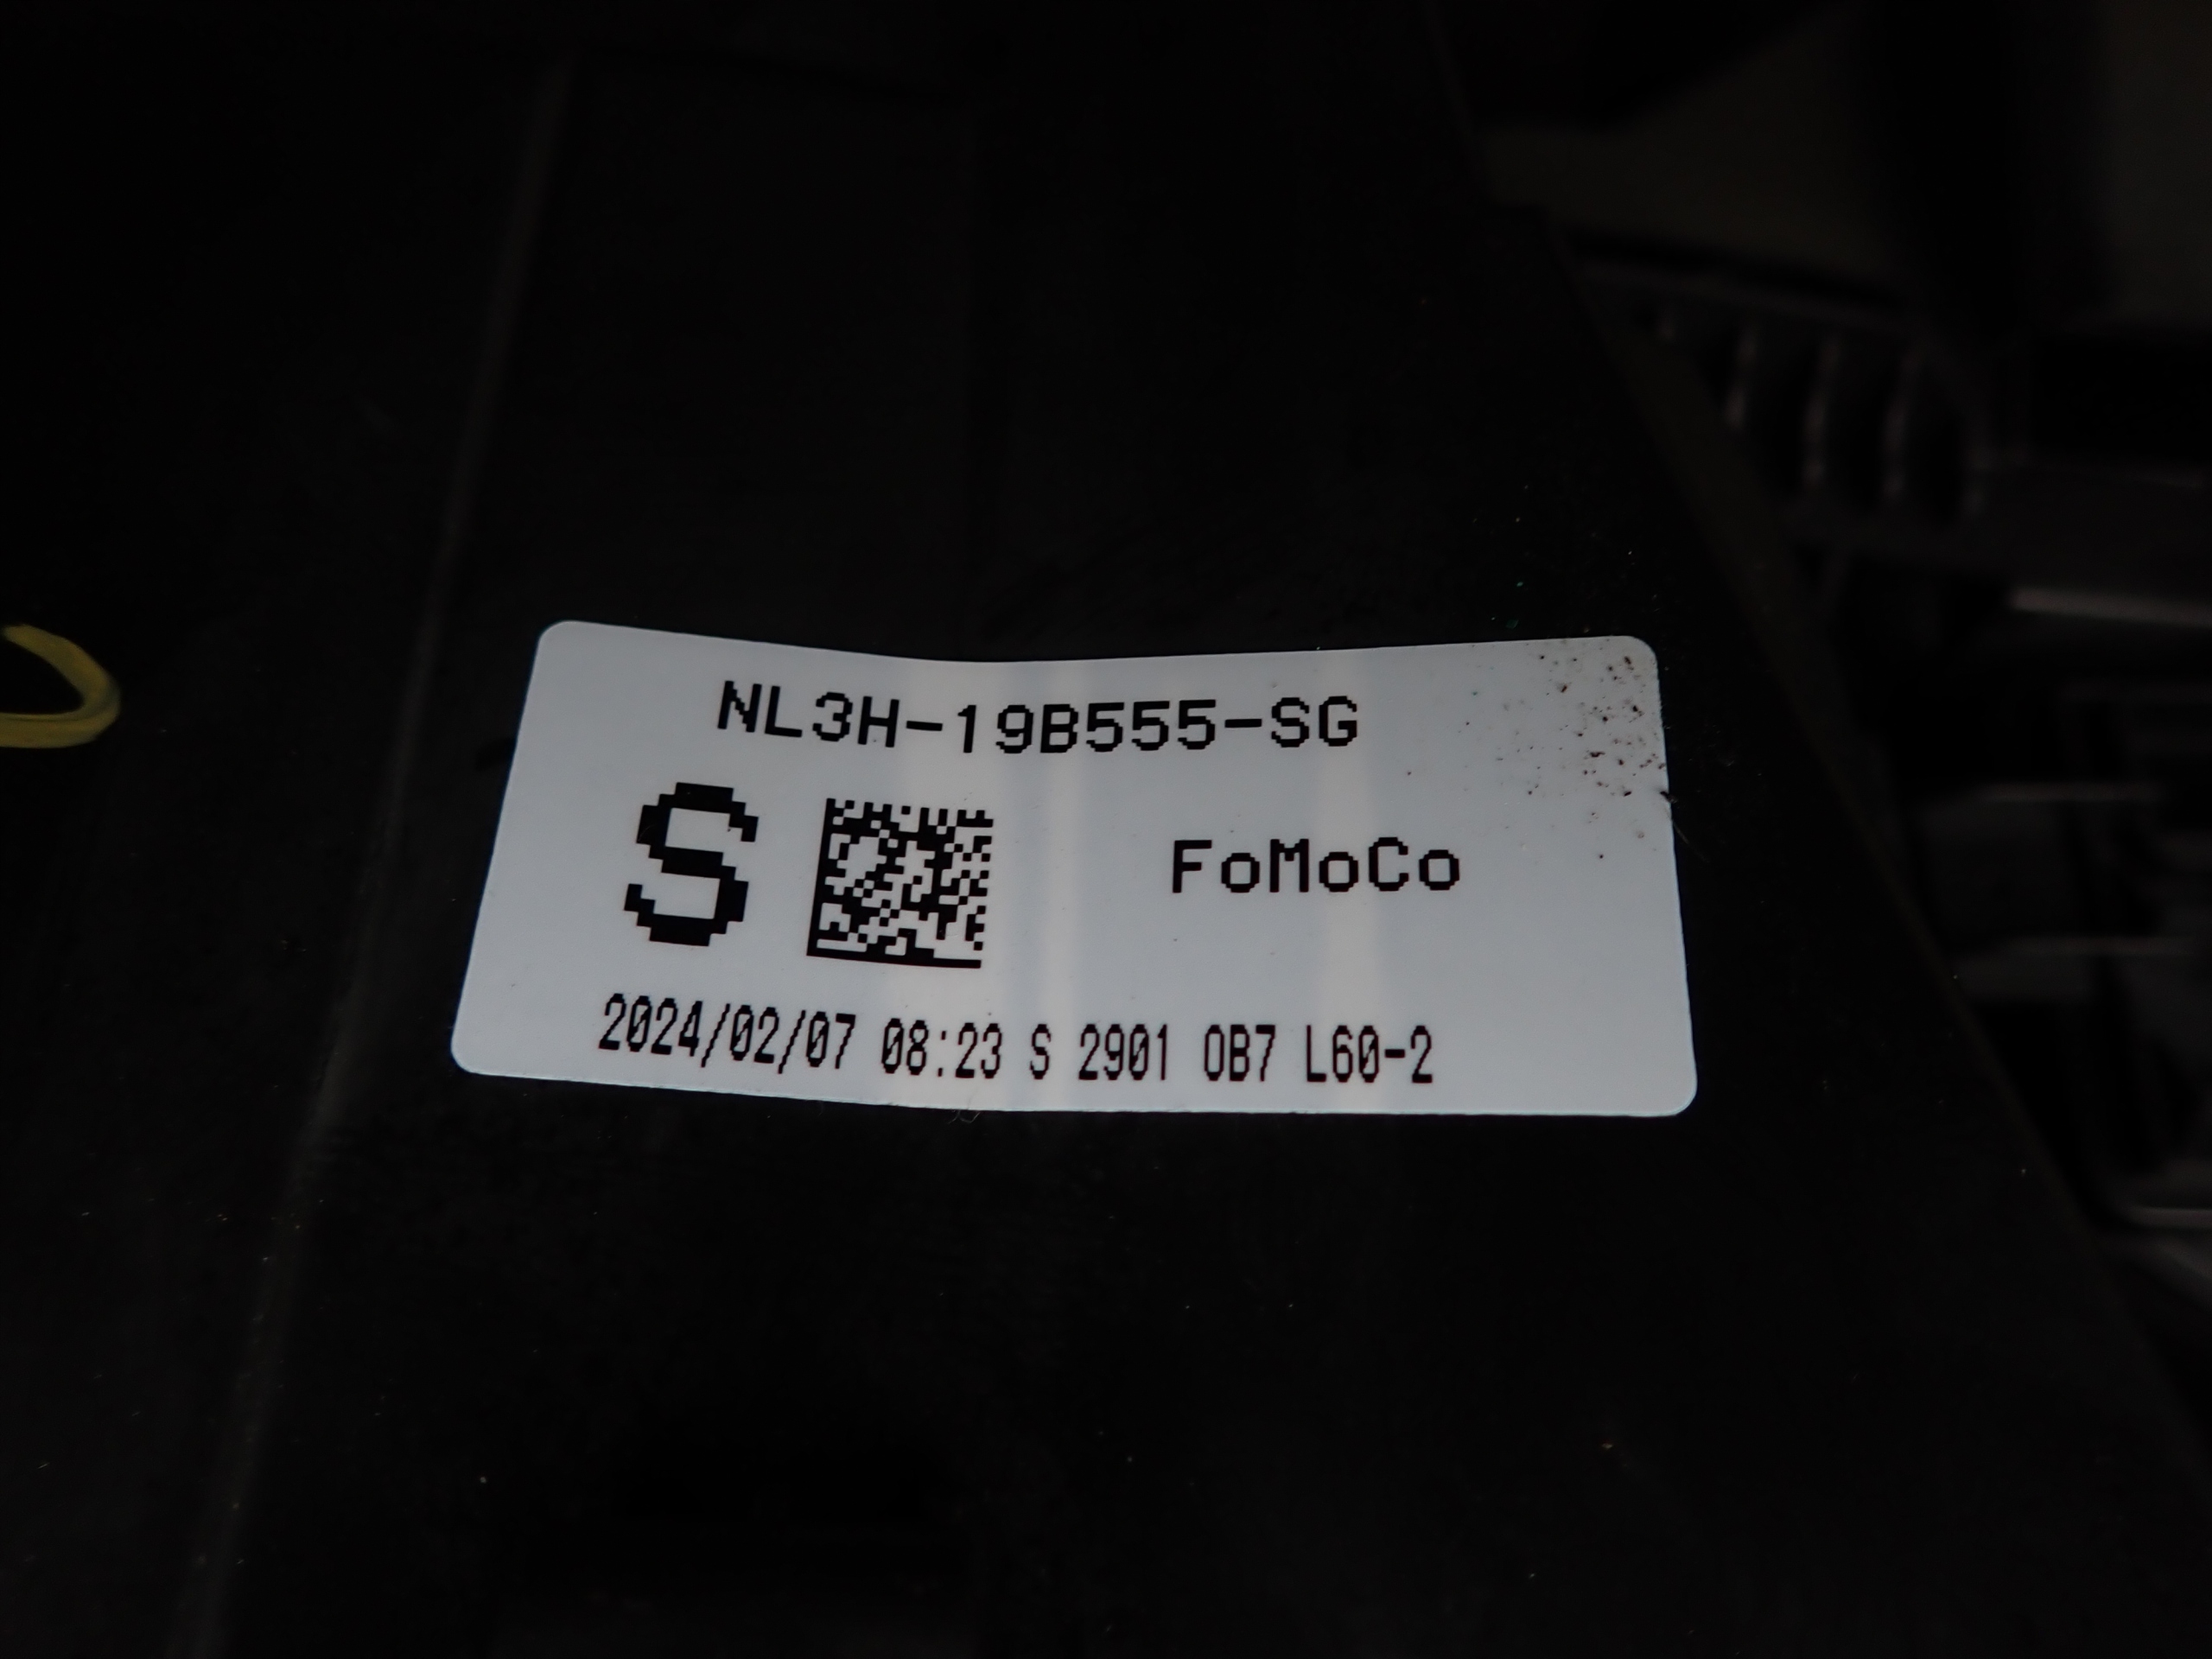 NL3H-19B555-SG
S
FoMoCo
2024/02/07 08:23 S 2901 0B7 L60-2